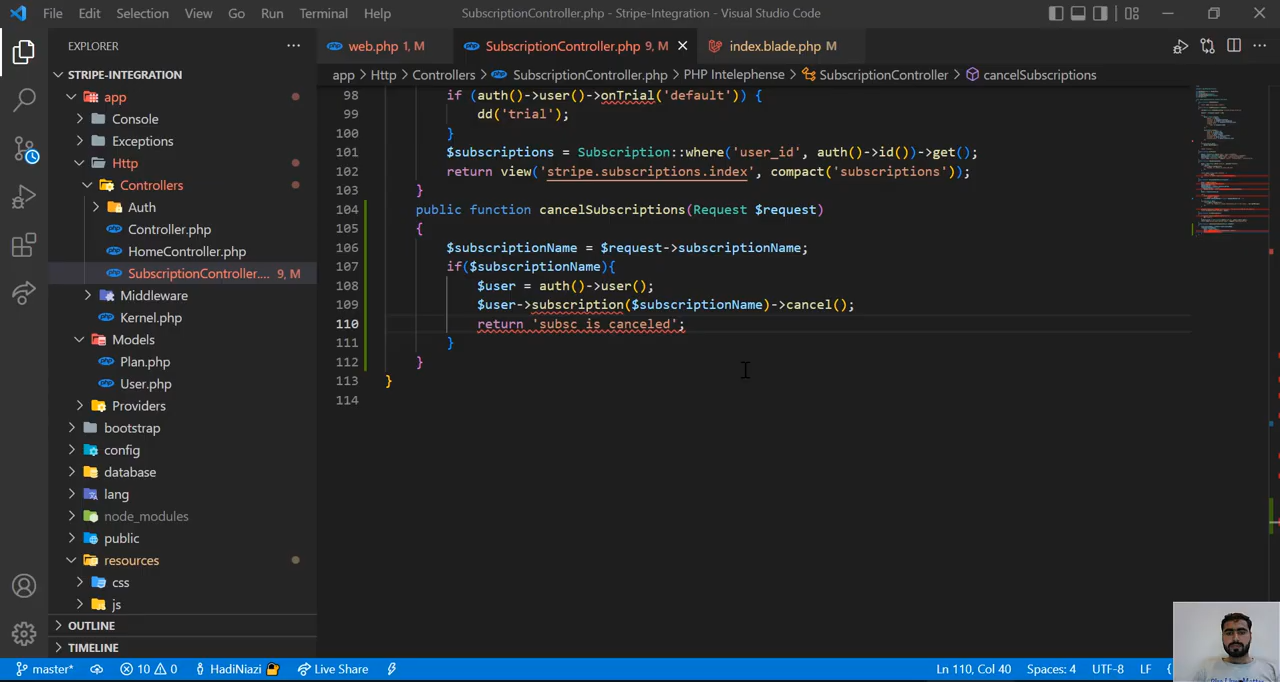 File Edit Selection View Go Run Terminal Help SubscriptionController.php - Stripe-Integration - Visual Studio Code
EXPLORER
web.php 1, M
SubscriptionController.php 9, M
index.blade.php M
STRIPE-INTEGRATION
app > Http > Controllers > SubscriptionController.php > PHP Intelephense > SubscriptionController > cancelSubscriptions
app
Console
Exceptions
Http
Controllers
Auth
Controller.php
HomeController.php
SubscriptionController.... 9, M
Middleware
Kernel.php
Models
Plan.php
User.php
Providers
bootstrap
config
database
lang
node_modules
public
resources
css
js
OUTLINE
TIMELINE
98 if (auth()->user()->onTrial('default')) {
99 dd('trial');
100 }
101 $subscriptions = Subscription::where('user_id', auth()->id())->get();
102 return view('stripe.subscriptions.index', compact('subscriptions'));
103 }
104 public function cancelSubscriptions(Request $request)
105 {
106 $subscriptionName = $request->subscriptionName;
107 if($subscriptionName){
108 $user = auth()->user();
109 $user->subscription($subscriptionName)->cancel();
110 return 'subsc is canceled';
111 }
112 }
113 }
114
master* 10 0 HadiNiazi Live Share Ln 110, Col 40 Spaces: 4 UTF-8 LF {